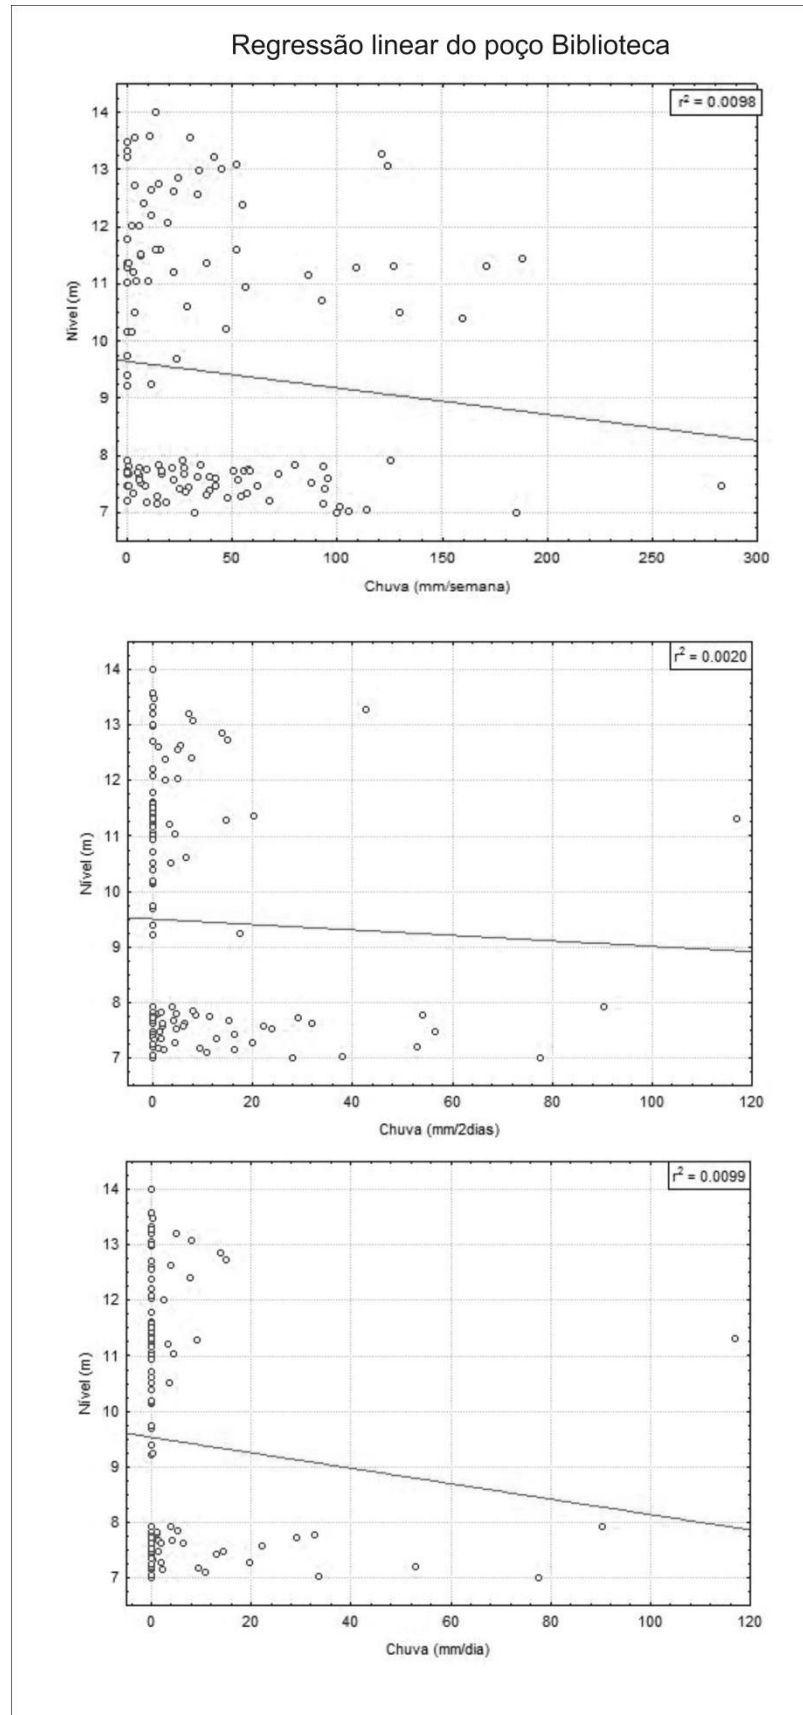 Regressão linear do poço Biblioteca
r² = 0.0098
14
13
12
11
10
9
8
7
Nível (m)
0 50 100 150 200 250 300
Chuva (mm/semana)
r² = 0.0020
14
13
12
11
10
9
8
7
Nível (m)
0 20 40 60 80 100 120
Chuva (mm/2dias)
r² = 0.0099
14
13
12
11
10
9
8
7
Nível (m)
0 20 40 60 80 100 120
Chuva (mm/dia)